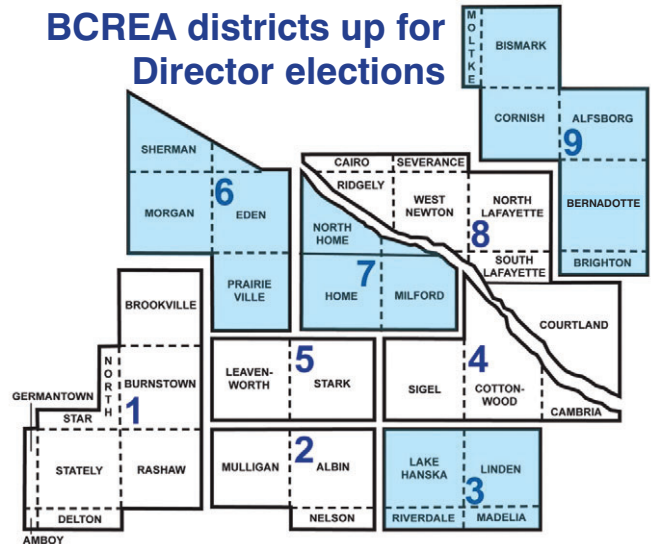 BCREA districts up for
Director elections
MOLTKE
BISMARK
CORNISH
ALFSBORG
9
BERNADOTTE
BRIGHTON
SHERMAN
6
MORGAN
EDEN
PRAIRIE
VILLE
CAIRO
SEVERANCE
RIDGELY
WEST
NEWTON
NORTH
LAFAYETTE
8
SOUTH
LAFAYETTE
NORTH
HOME
7
HOME
MILFORD
BROOKVILLE
NORTH
BURNSTOWN
1
GERMANTOWN
STAR
STATELY
RASHAW
DELTON
AMBOY
LEAVEN-
WORTH
5
STARK
COURTLAND
4
SIGEL
COTTON-
WOOD
CAMBRIA
MULLIGAN
2
ALBIN
NELSON
LAKE
HANSKA
LINDEN
3
RIVERDALE
MADELIA